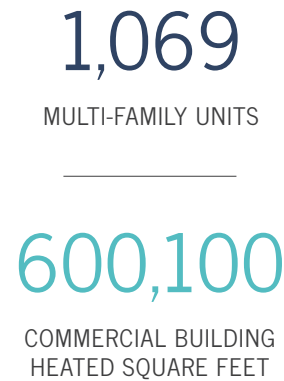 1,069
MULTI-FAMILY UNITS
600,100
COMMERCIAL BUILDING
HEATED SQUARE FEET